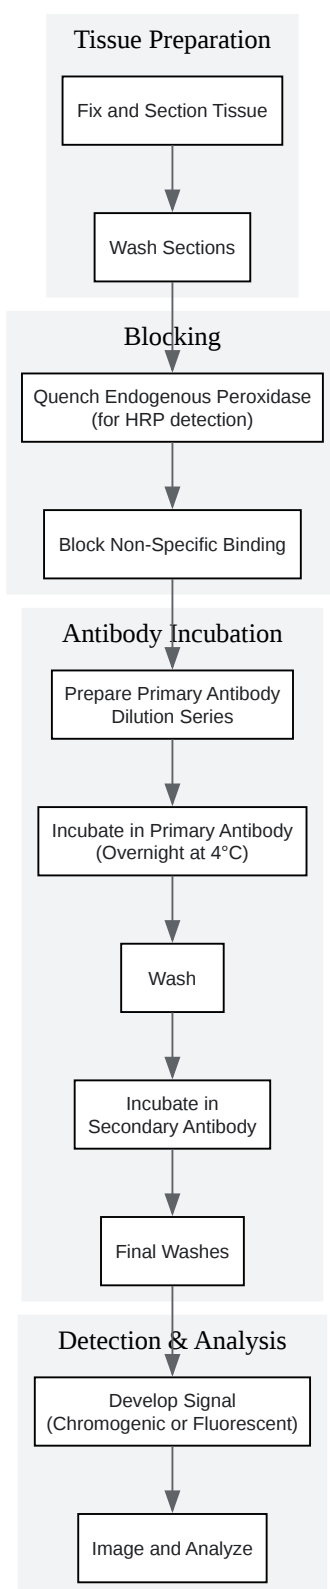 Tissue Preparation
Fix and Section Tissue
Wash Sections
Blocking
Quench Endogenous Peroxidase
(for HRP detection)
Block Non-Specific Binding
Antibody Incubation
Prepare Primary Antibody
Dilution Series
Incubate in Primary Antibody
(Overnight at 4°C)
Wash
Incubate in
Secondary Antibody
Final Washes
Detection & Analysis
Develop Signal
(Chromogenic or Fluorescent)
Image and Analyze